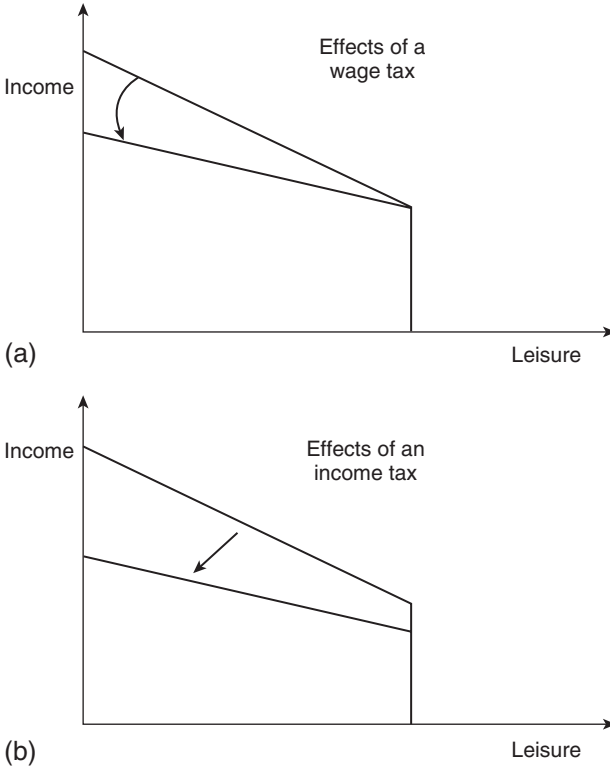 Effects of a
wage tax
Income
(a)
Leisure
Effects of an
income tax
Income
(b)
Leisure